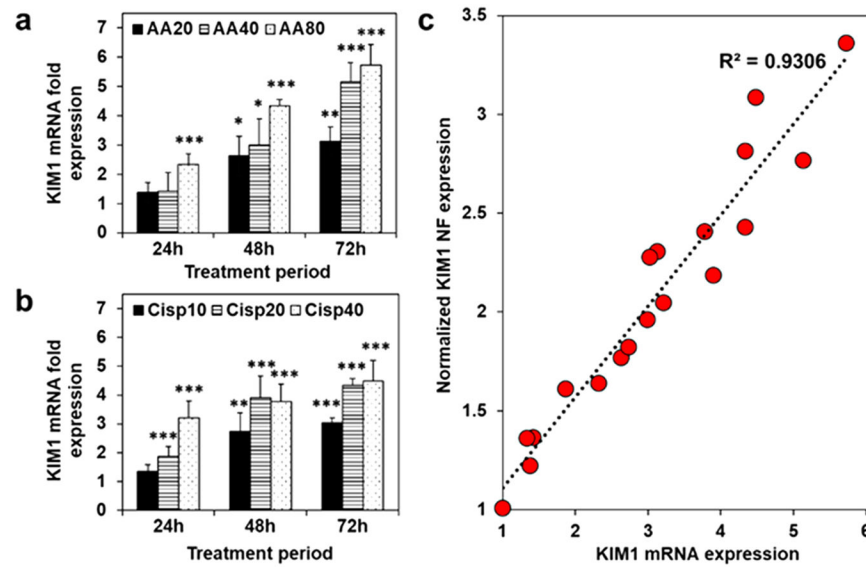 a
AA20 AA40 AA80
KIM1 mRNA fold
expression
7
6
5
4
3
2
1
0
***
*
*
***
**
***
***
24h 48h 72h
Treatment period
b
Cisp10 Cisp20 Cisp40
KIM1 mRNA fold
expression
7
6
5
4
3
2
1
0
***
***
**
***
***
***
***
***
24h 48h 72h
Treatment period
c
Normalized KIM1 NF expression
3.5
3
2.5
2
1.5
1
R² = 0.9306
1 2 3 4 5 6
KIM1 mRNA expression